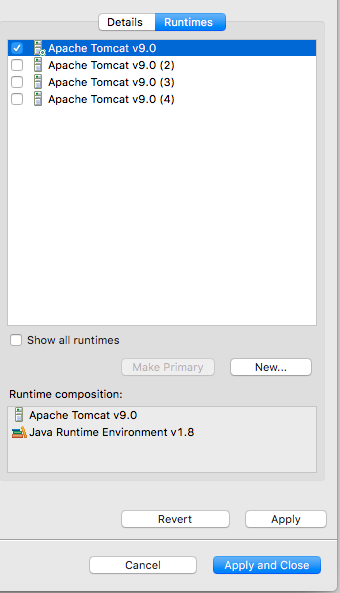 Details Runtimes
Apache Tomcat v9.0
Apache Tomcat v9.0 (2)
Apache Tomcat v9.0 (3)
Apache Tomcat v9.0 (4)
Show all runtimes
Make Primary New...
Runtime composition:
Apache Tomcat v9.0
Java Runtime Environment v1.8
Revert Apply
Cancel Apply and Close